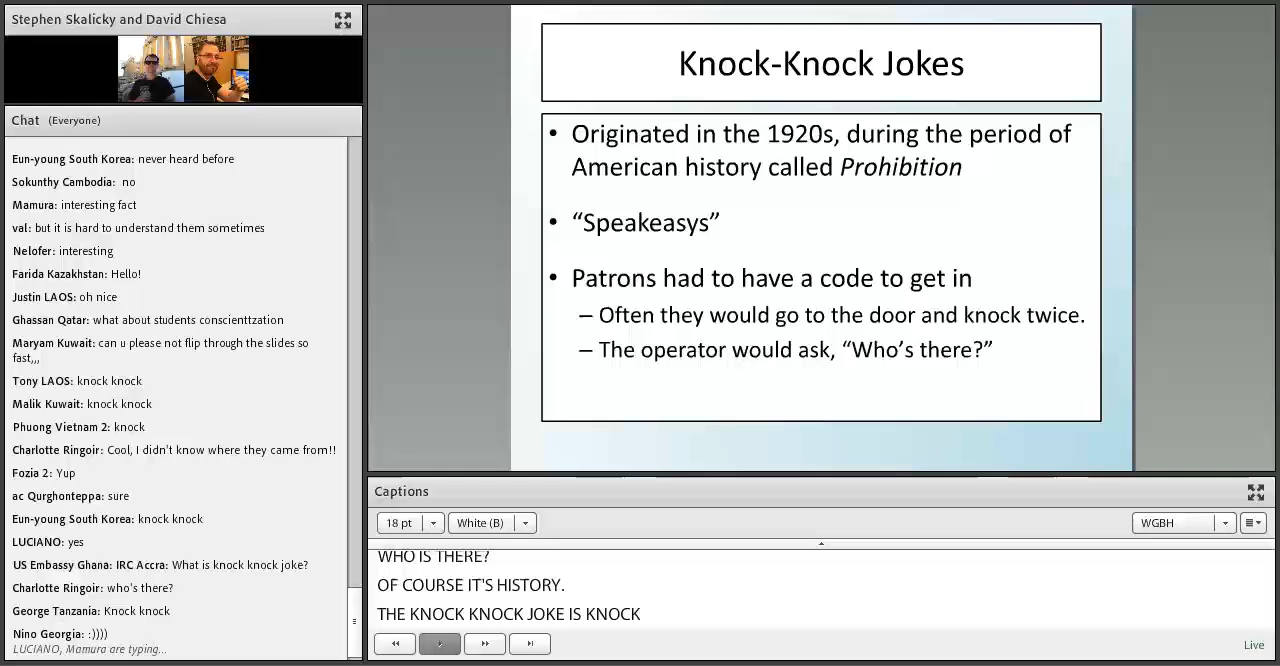 Stephen Skalicky and David Chiesa
Chat (Everyone)
Eun-young South Korea: never heard before
Sokunthy Cambodia: no
Mamura: interesting fact
val: but it is hard to understand them sometimes
Nelofer: interesting
Farida Kazakhstan: Hello!
Justin LAOS: oh nice
Ghassan Qatar: what about students conscienttzation
Maryam Kuwait: can u please not flip through the slides so
fast,,,
Tony LAOS: knock knock
Malik Kuwait: knock knock
Phuong Vietnam 2: knock
Charlotte Ringoir: Cool, I didn't know where they came from!!
Fozia 2: Yup
ac Qurghonteppa: sure
Eun-young South Korea: knock knock
LUCIANO: yes
US Embassy Ghana: IRC Accra: What is knock knock joke?
Charlotte Ringoir: who's there?
George Tanzania: Knock knock
Nino Georgia: :))))
LUCIANO, Mamura are typing...
Knock-Knock Jokes
• Originated in the 1920s, during the period of
American history called Prohibition
• “Speakeasys”
• Patrons had to have a code to get in
– Often they would go to the door and knock twice.
– The operator would ask, “Who’s there?”
Captions
18 pt White (B) WGBH
WHO IS THERE?
OF COURSE IT'S HISTORY.
THE KNOCK KNOCK JOKE IS KNOCK
Live